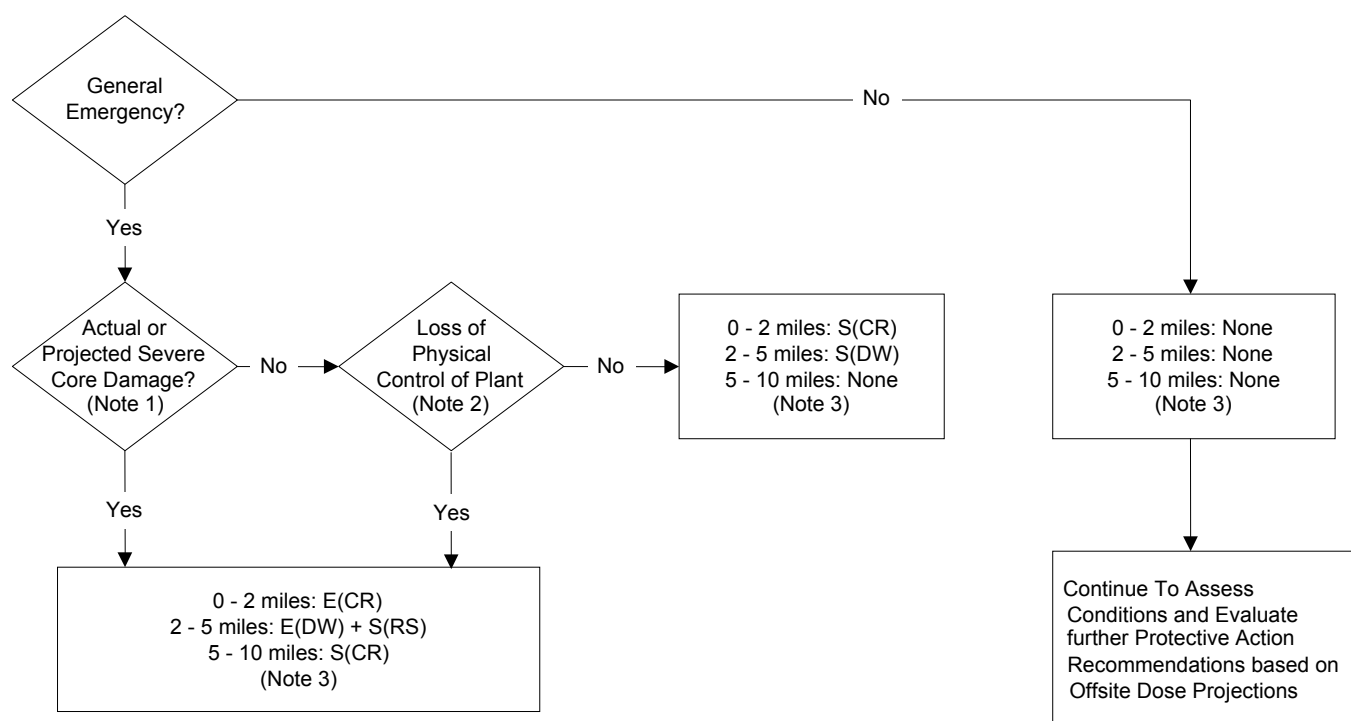 General
Emergency?
No
Yes
Actual or
Projected Severe
Core Damage?
(Note 1)
No
Loss of
Physical
Control of Plant
(Note 2)
No
0 - 2 miles: S(CR)
2 - 5 miles: S(DW)
5 - 10 miles: None
(Note 3)
0 - 2 miles: None
2 - 5 miles: None
5 - 10 miles: None
(Note 3)
Yes
Yes
0 - 2 miles: E(CR)
2 - 5 miles: E(DW) + S(RS)
5 - 10 miles: S(CR)
(Note 3)
Continue To Assess
Conditions and Evaluate
further Protective Action
Recommendations based on
Offsite Dose Projections